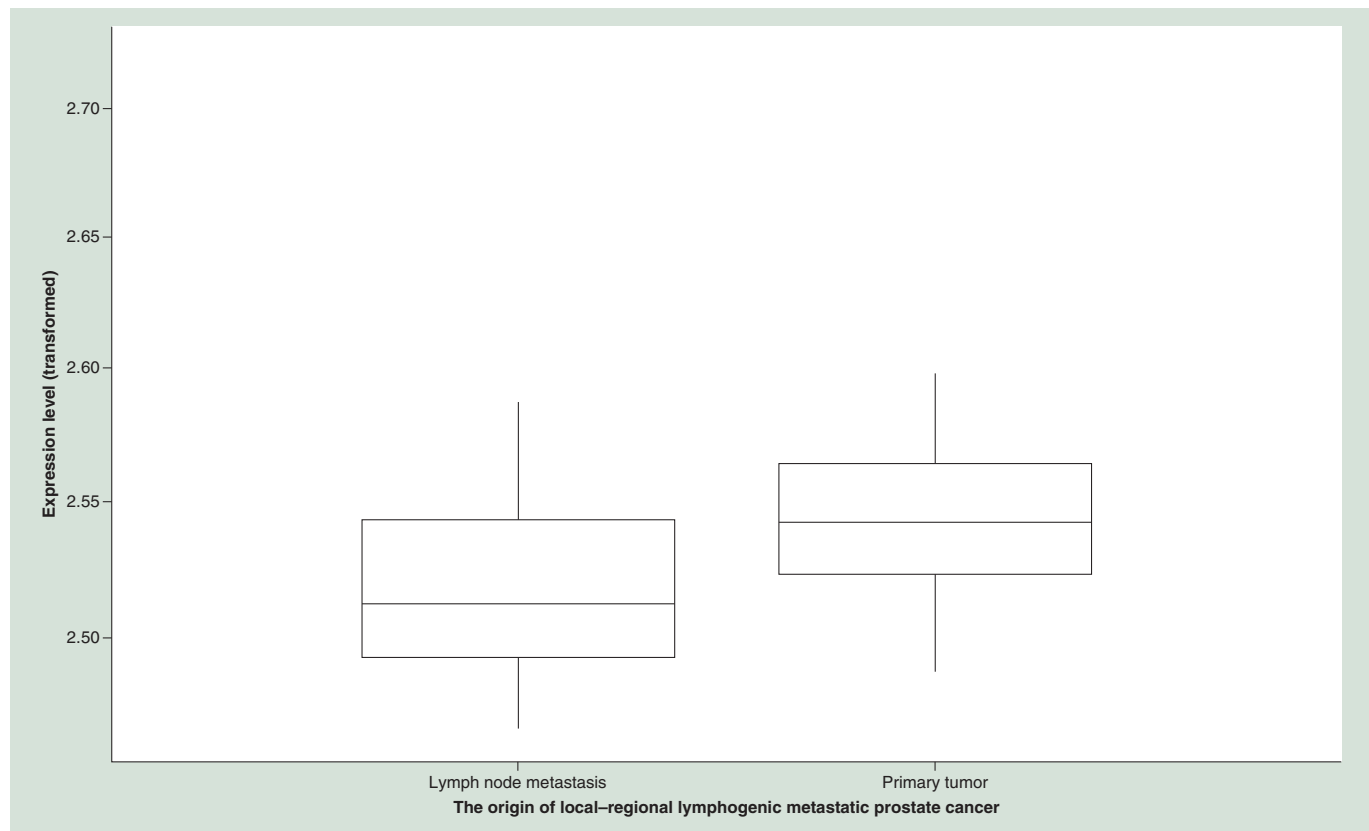 2.70
2.65
2.60
2.55
2.50
Expression level (transformed)
Lymph node metastasis
Primary tumor
The origin of local–regional lymphogenic metastatic prostate cancer